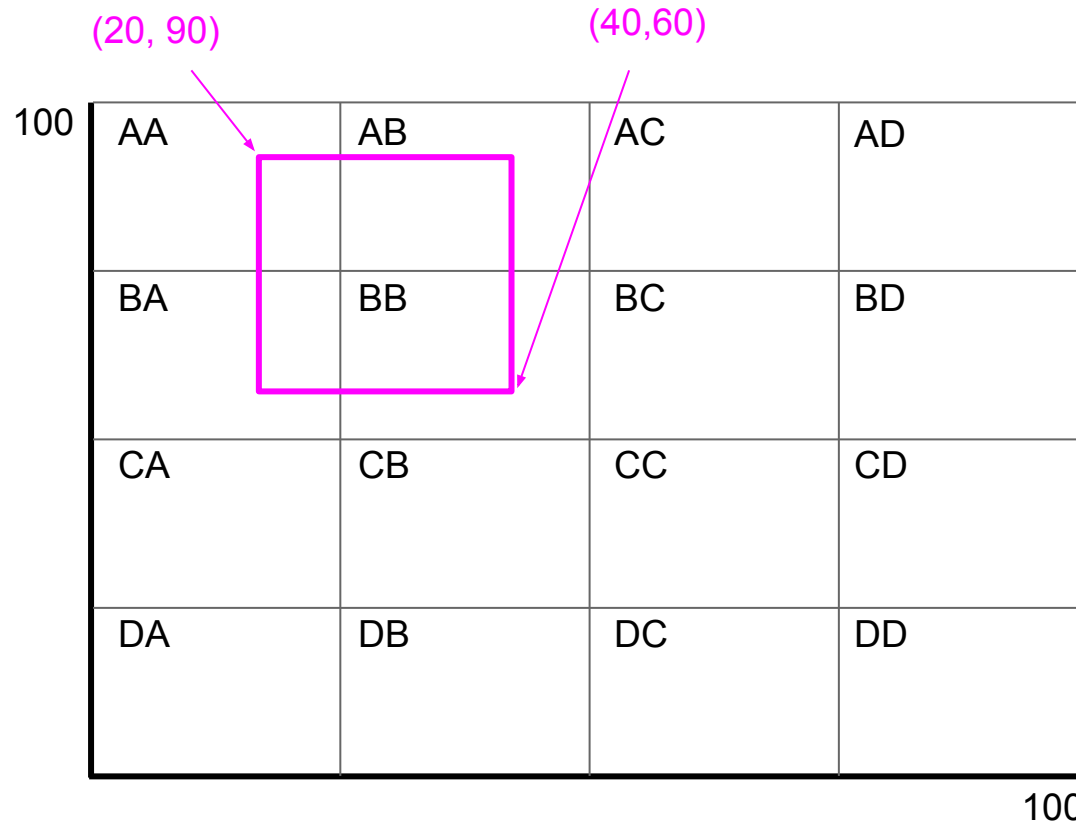 (20, 90)
(40,60)
100
AA
AB
AC
AD
BA
BB
BC
BD
CA
CB
CC
CD
DA
DB
DC
DD
100